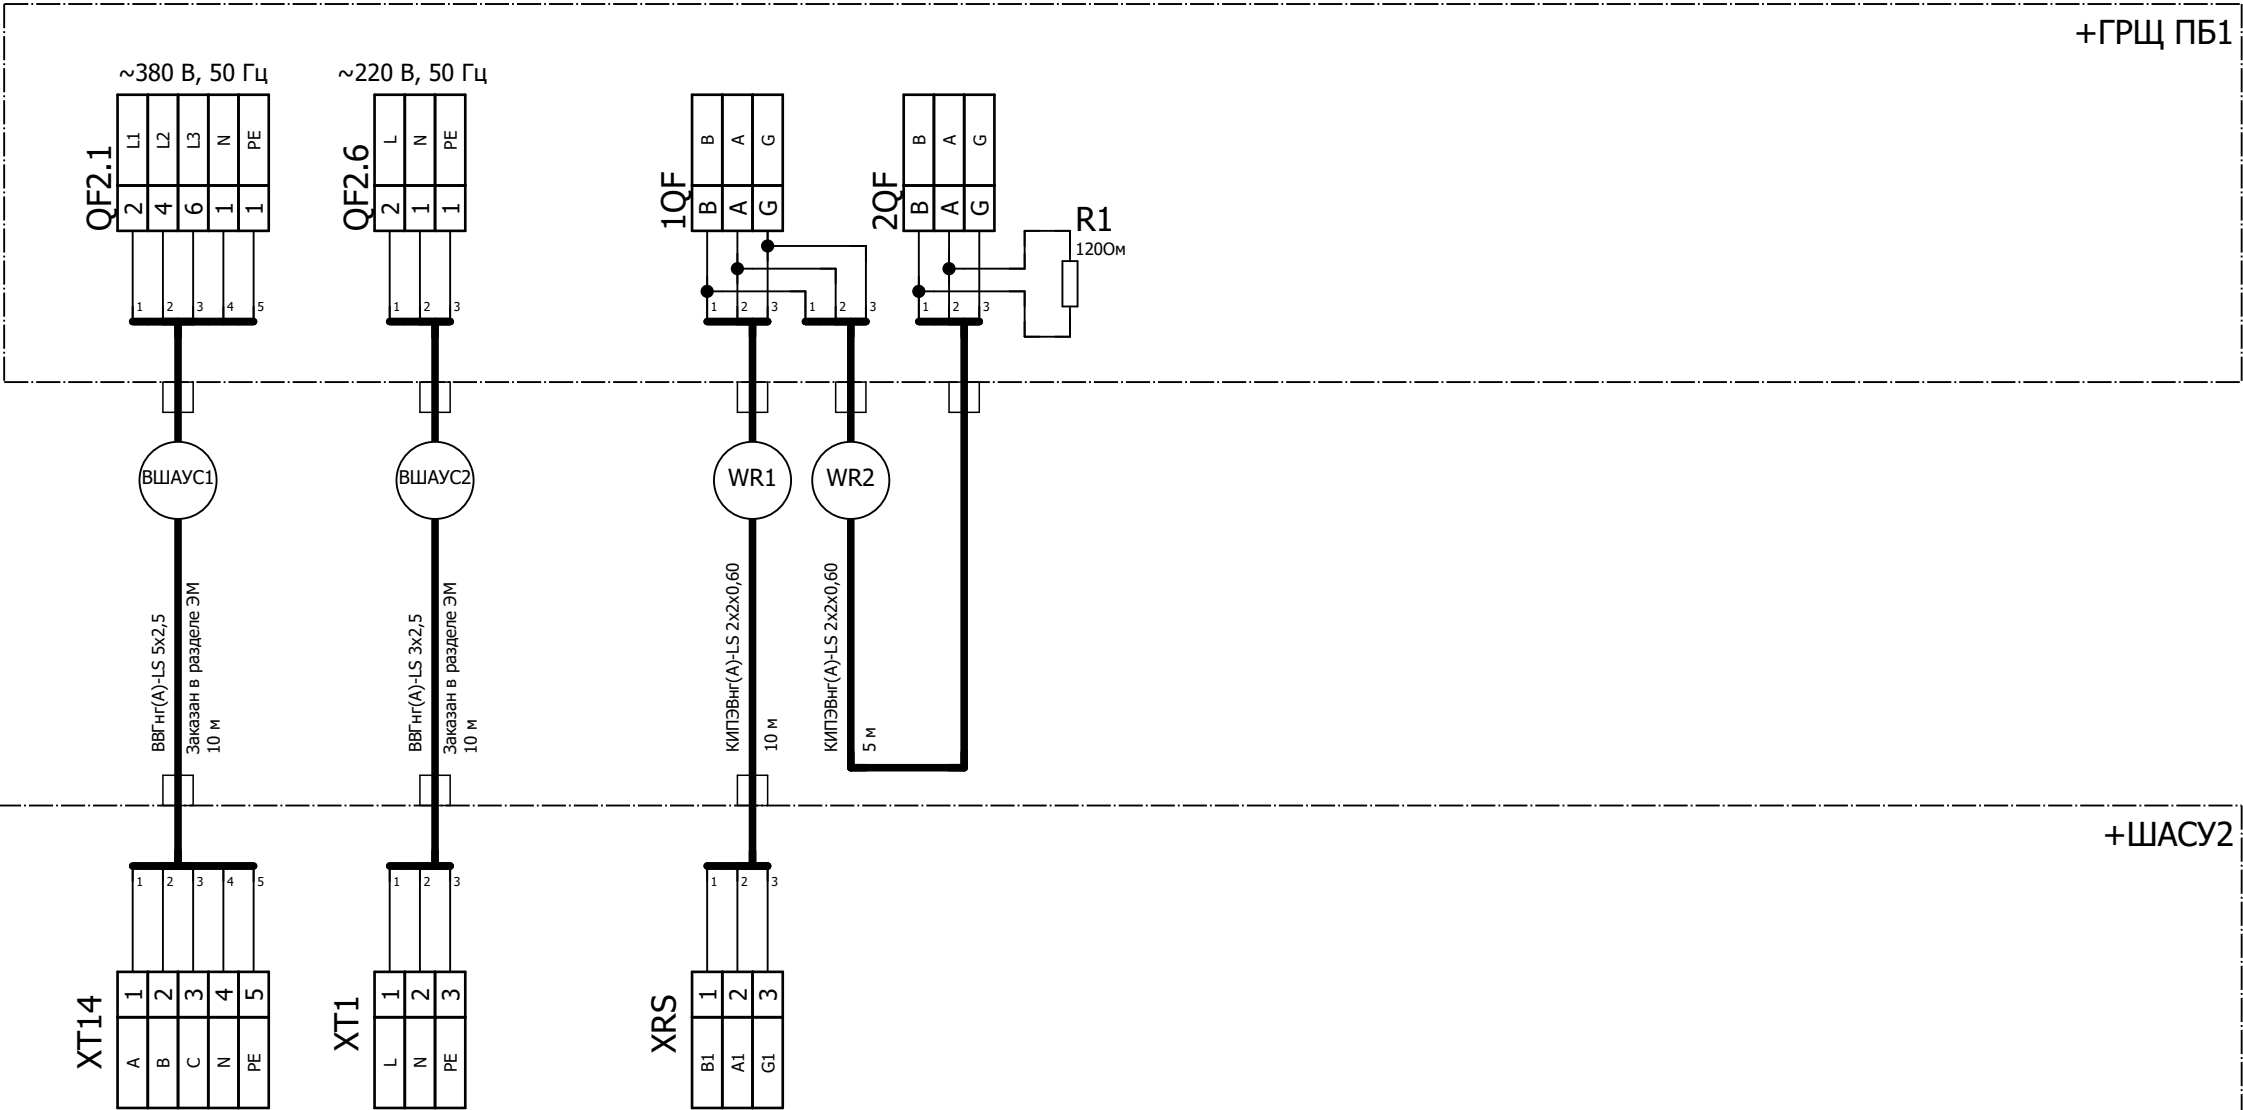 +ГРЩ ПБ1
~380 В, 50 Гц
~220 В, 50 Гц
QF2.1
L1 L2 L3 N PE
2 4 6 1 1
QF2.6
L N PE
2 1 1
1QF
B A G
B A G
2QF
B A G
B A G
R1
120Ом
1 2 3 4 5
1 2 3
1 2 3
1 2 3
1 2 3
ВШАУС1
ВШАУС2
WR1
WR2
ВВГнг(А)-LS 5х2,5
Заказан в разделе ЭМ
10 м
ВВГнг(А)-LS 3х2,5
Заказан в разделе ЭМ
10 м
КИПЭВнг(А)-LS 2х2х0,60
10 м
КИПЭВнг(А)-LS 2х2х0,60
5 м
+ШАСУ2
1 2 3 4 5
1 2 3
1 2 3
XT14
1 2 3 4 5
A B C N PE
XT1
1 2 3
L N PE
XRS
1 2 3
B1 A1 G1